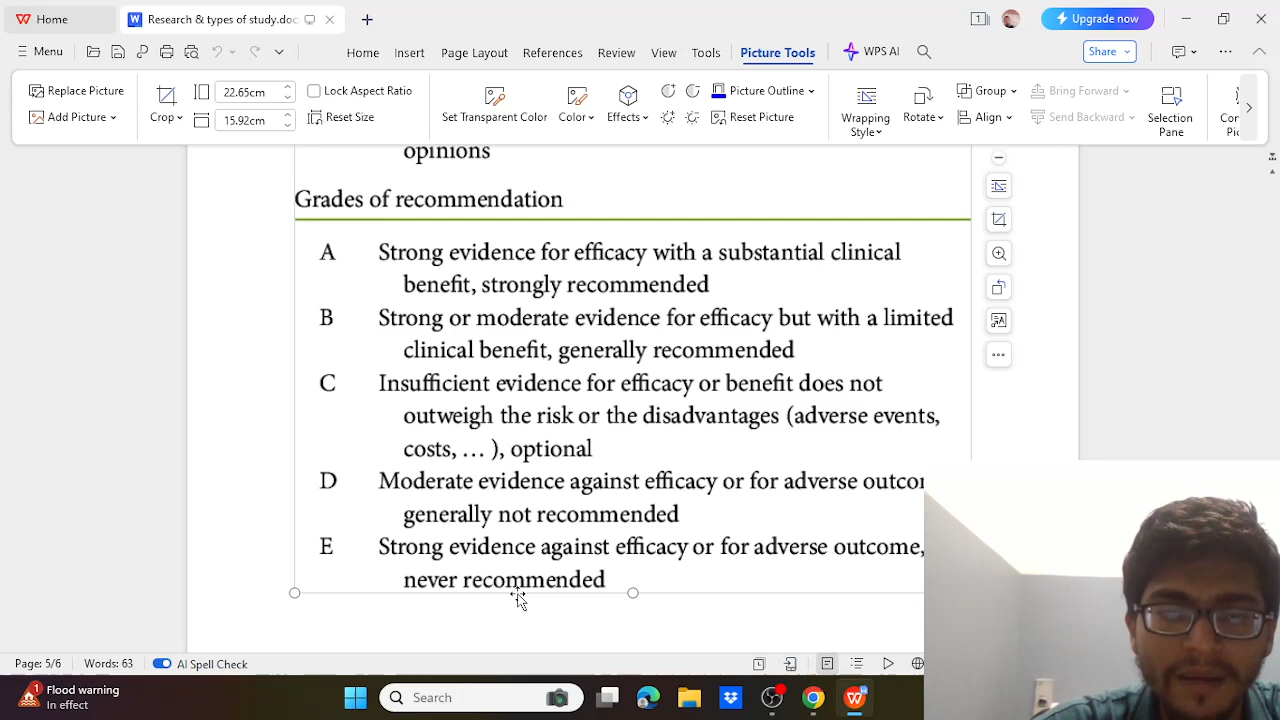 Home
Research & types of study.doc
Upgrade now
Menu
Home Insert Page Layout References Review View Tools Picture Tools WPS AI
Share
Replace Picture
Add Picture
Crop
22.65cm
15.92cm
Lock Aspect Ratio
Reset Size
Set Transparent Color
Color
Effects
Picture Outline
Reset Picture
Wrapping
Style
Rotate
Group
Align
Bring Forward
Send Backward
Selection
Pane
opinions
Grades of recommendation
A Strong evidence for efficacy with a substantial clinical
benefit, strongly recommended
B Strong or moderate evidence for efficacy but with a limited
clinical benefit, generally recommended
C Insufficient evidence for efficacy or benefit does not
outweigh the risk or the disadvantages (adverse events,
costs, … ), optional
D Moderate evidence against efficacy or for adverse outcom
generally not recommended
E Strong evidence against efficacy or for adverse outcome,
never recommended
Page: 5/6 Words: 63 AI Spell Check
Flood warning
In effect
Search